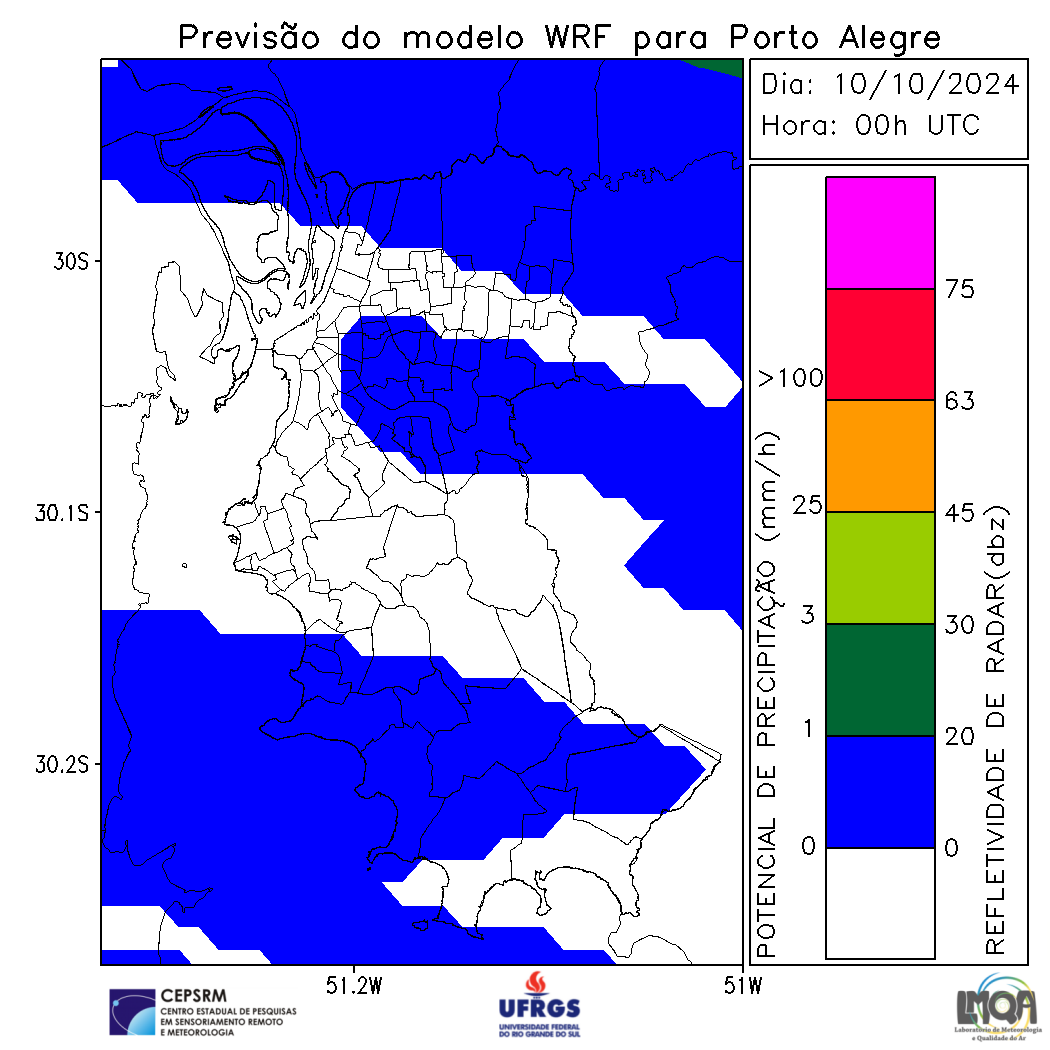 Previsão do modelo WRF para Porto Alegre
Dia: 10/10/2024
Hora: 00h UTC
30S
30.1S
30.2S
51.2W
51W
POTENCIAL DE PRECIPITAÇÃO (mm/h)
>100
25
3
1
0
75
63
45
30
20
0
REFLETIVIDADE DE RADAR(dbz)
CEPSRM
CENTRO ESTADUAL DE PESQUISAS
EM SENSORIAMENTO REMOTO
E METEOROLOGIA
UFRGS
UNIVERSIDADE FEDERAL
DO RIO GRANDE DO SUL
LMQA
Laboratório de Meteorologia
e Qualidade do Ar